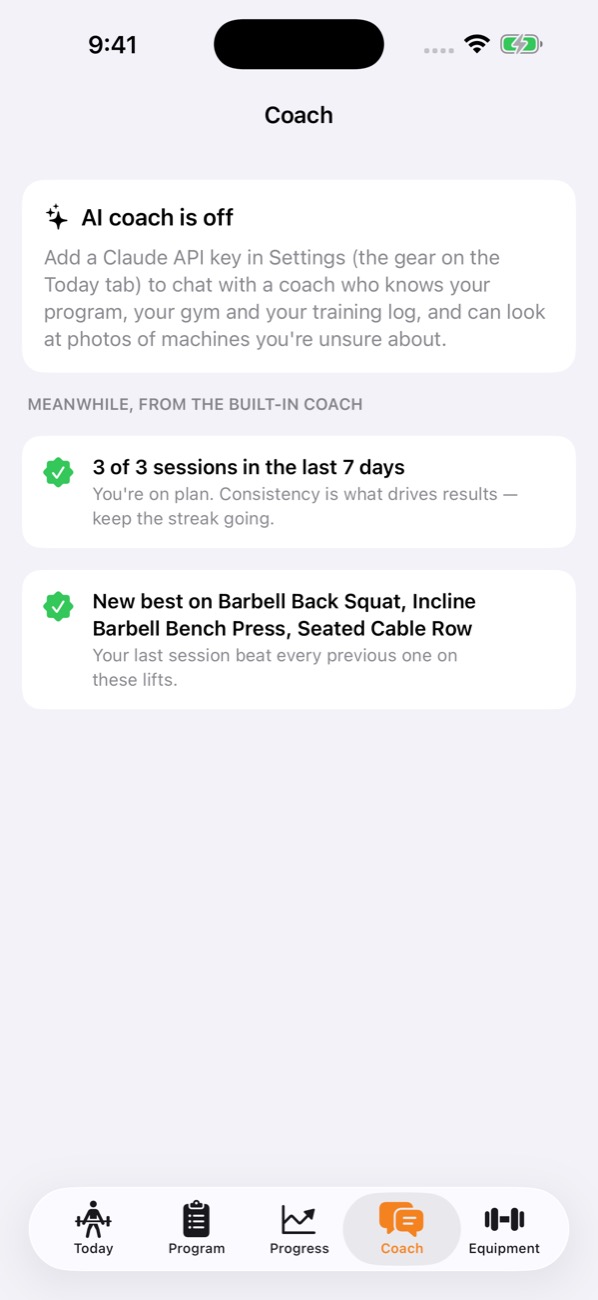 9:41
Coach
AI coach is off
Add a Claude API key in Settings (the gear on the
Today tab) to chat with a coach who knows your
program, your gym and your training log, and can look
at photos of machines you're unsure about.
MEANWHILE, FROM THE BUILT-IN COACH
3 of 3 sessions in the last 7 days
You're on plan. Consistency is what drives results —
keep the streak going.
New best on Barbell Back Squat, Incline
Barbell Bench Press, Seated Cable Row
Your last session beat every previous one on
these lifts.
Today
Program
Progress
Coach
Equipment